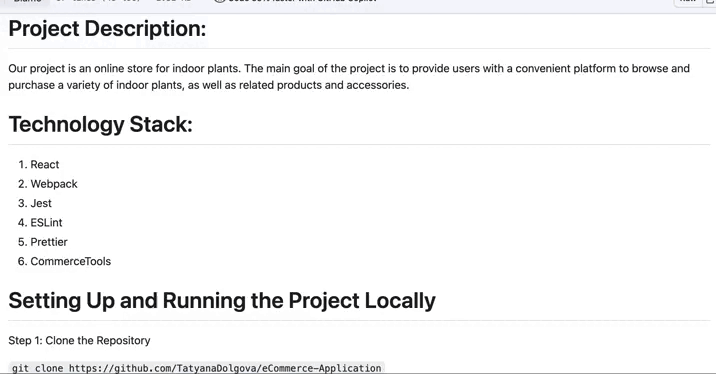 Project Description:
Our project is an online store for indoor plants. The main goal of the project is to provide users with a convenient platform to browse and
purchase a variety of indoor plants, as well as related products and accessories.
Technology Stack:
1. React
2. Webpack
3. Jest
4. ESLint
5. Prettier
6. CommerceTools
Setting Up and Running the Project Locally
Step 1: Clone the Repository
git clone https://github.com/TatyanaDolgova/eCommerce-Application